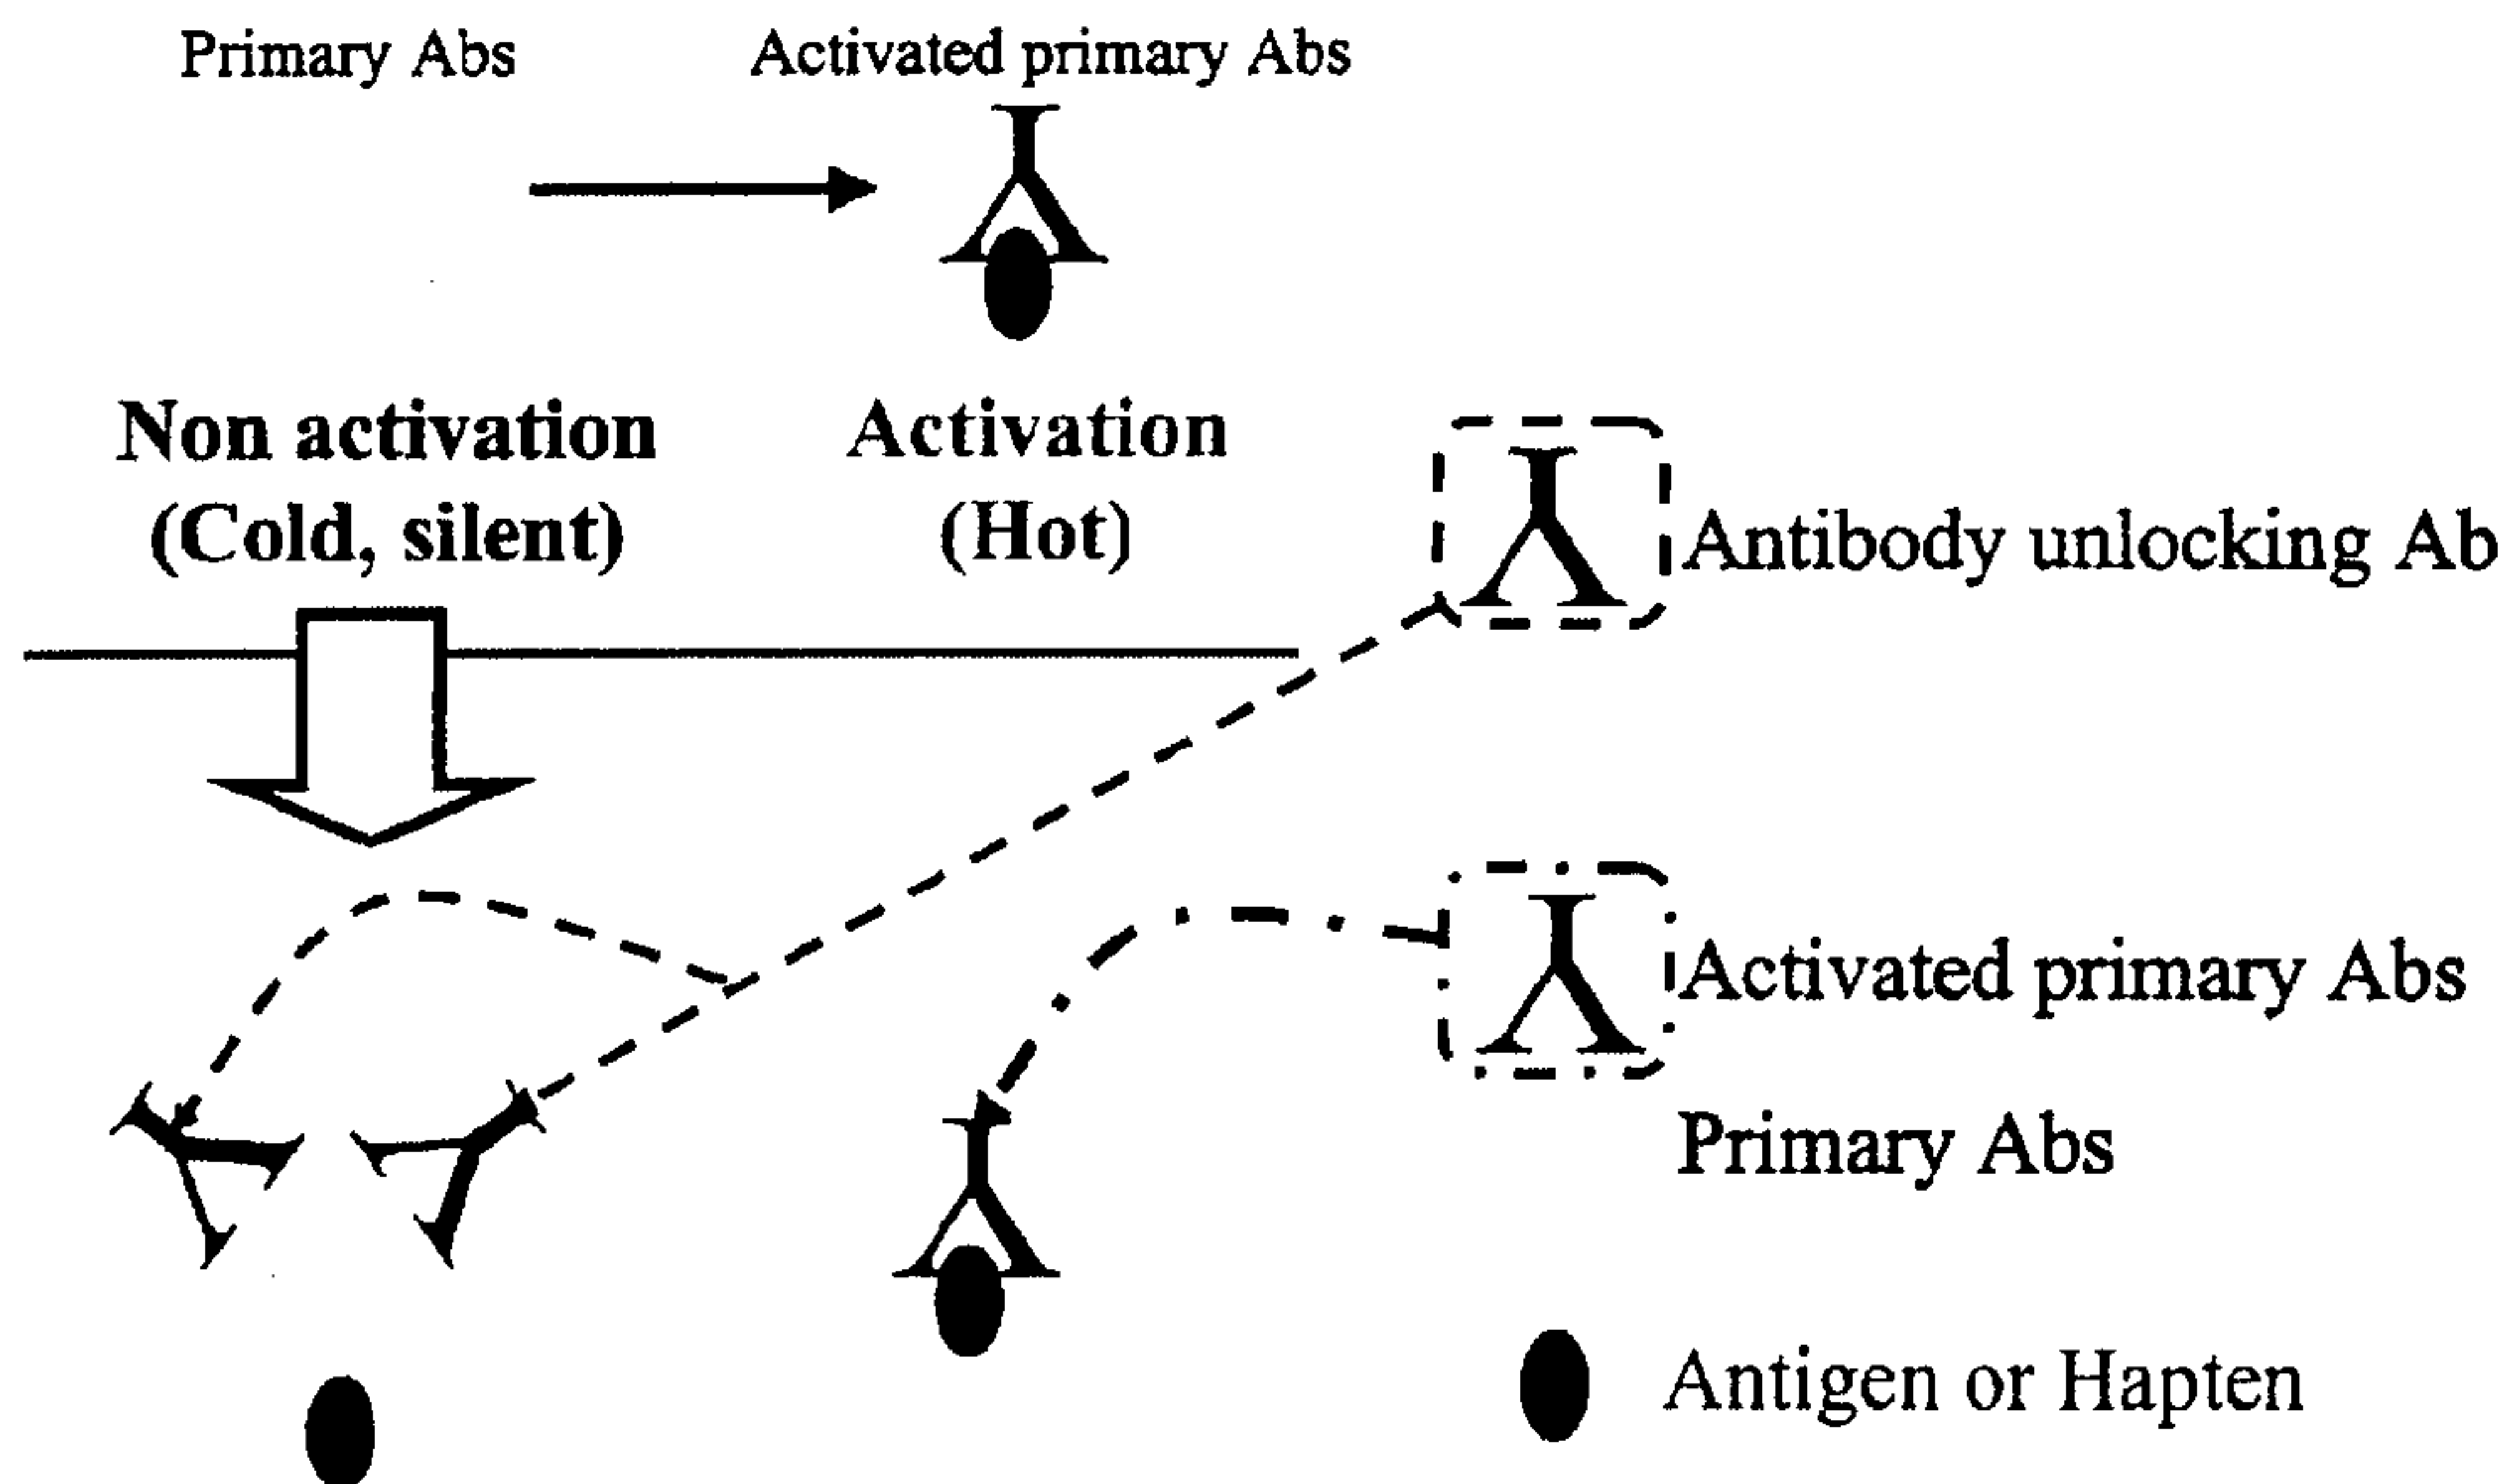 Primary Abs
Activated primary Abs
Non activation
(Cold, silent)
Activation
(Hot)
Antibody unlocking Ab
Activated primary Abs
Primary Abs
Antigen or Hapten